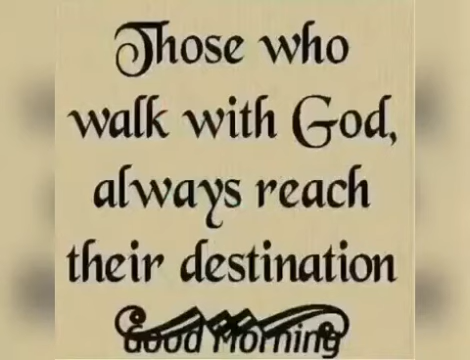 Those who
walk with God,
always reach
their destination
Good Morning